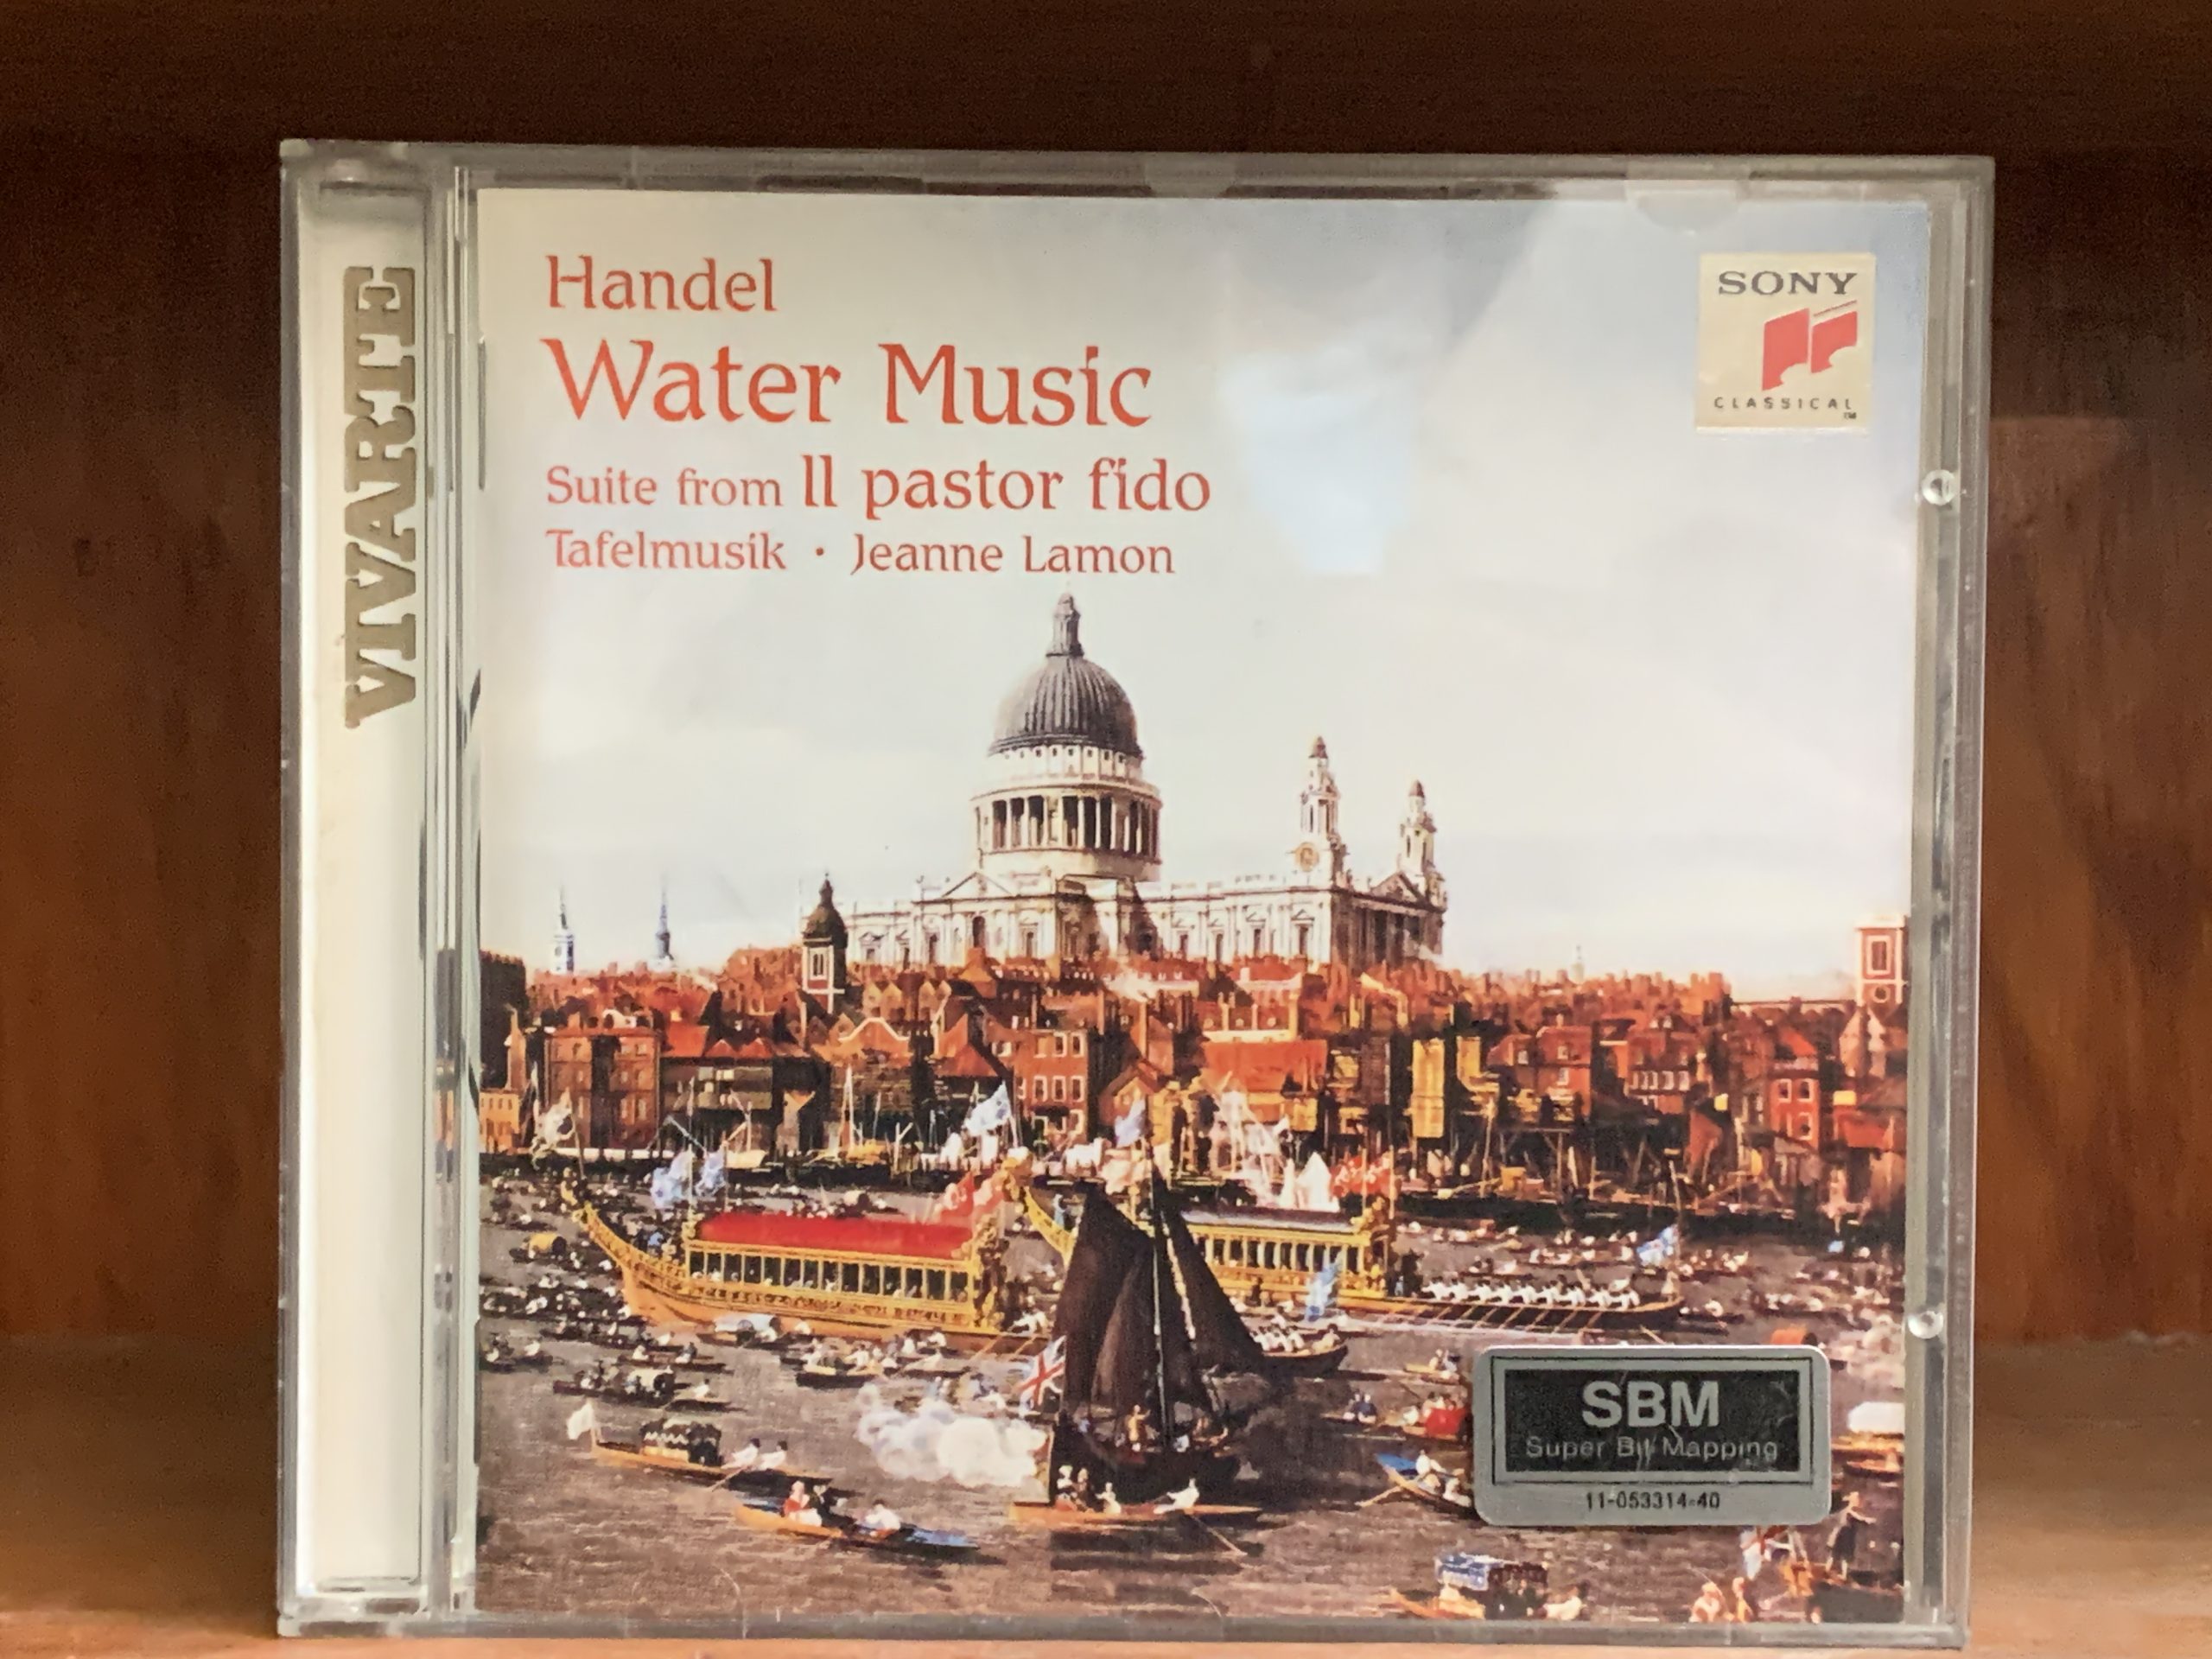 VIVARTE
Handel
Water Music
Suite from Il pastor fido
Tafelmusik · Jeanne Lamon
SONY
CLASSICAL
TM
SBM
Super Bit Mapping
11-053314-40